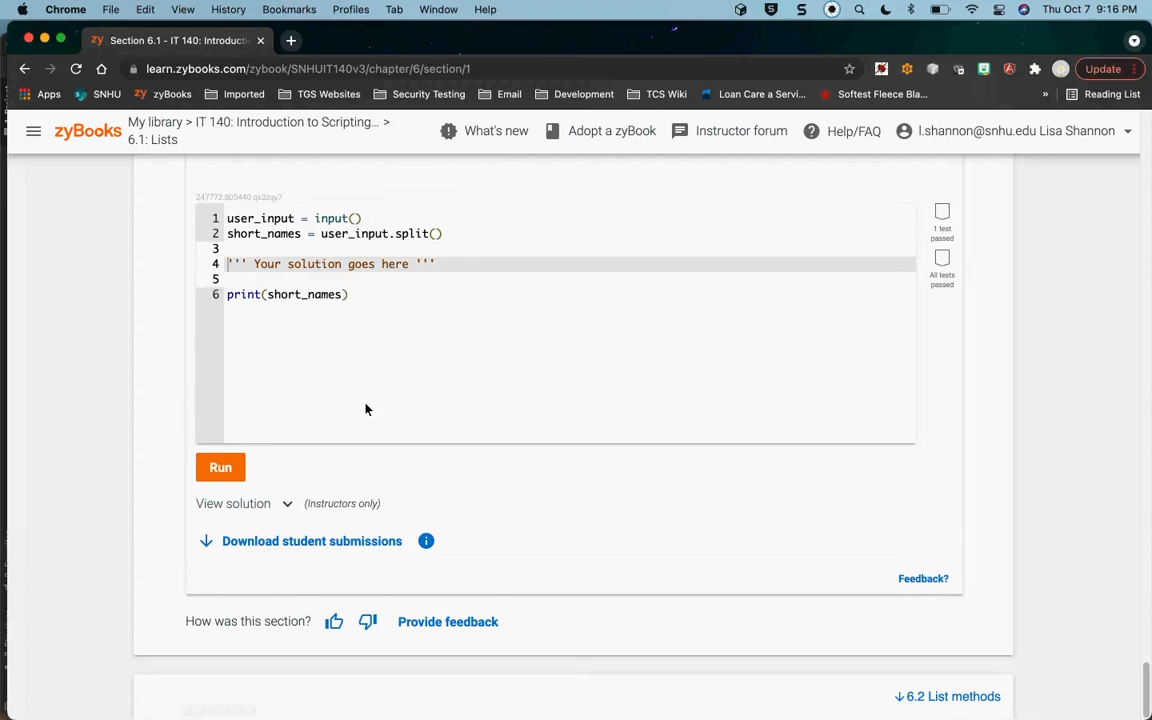 Chrome File Edit View History Bookmarks Profiles Tab Window Help Thu Oct 7 9:16 PM
zy Section 6.1 - IT 140: Introducti
learn.zybooks.com/zybook/SNHUIT140v3/chapter/6/section/1 Update
Apps SNHU zy zyBooks Imported TGS Websites Security Testing Email Development TCS Wiki Loan Care a Servi... Softest Fleece Bla... » Reading List
zyBooks My library > IT 140: Introduction to Scripting... >
6.1: Lists
What's new Adopt a zyBook Instructor forum Help/FAQ l.shannon@snhu.edu Lisa Shannon
247772.805440.qx3zqy7
1 user_input = input()
2 short_names = user_input.split()
3
4 ''' Your solution goes here '''
5
6 print(short_names)
1 test
passed
All tests
passed
Run
View solution (Instructors only)
Download student submissions i
Feedback?
How was this section? Provide feedback
6.2 List methods